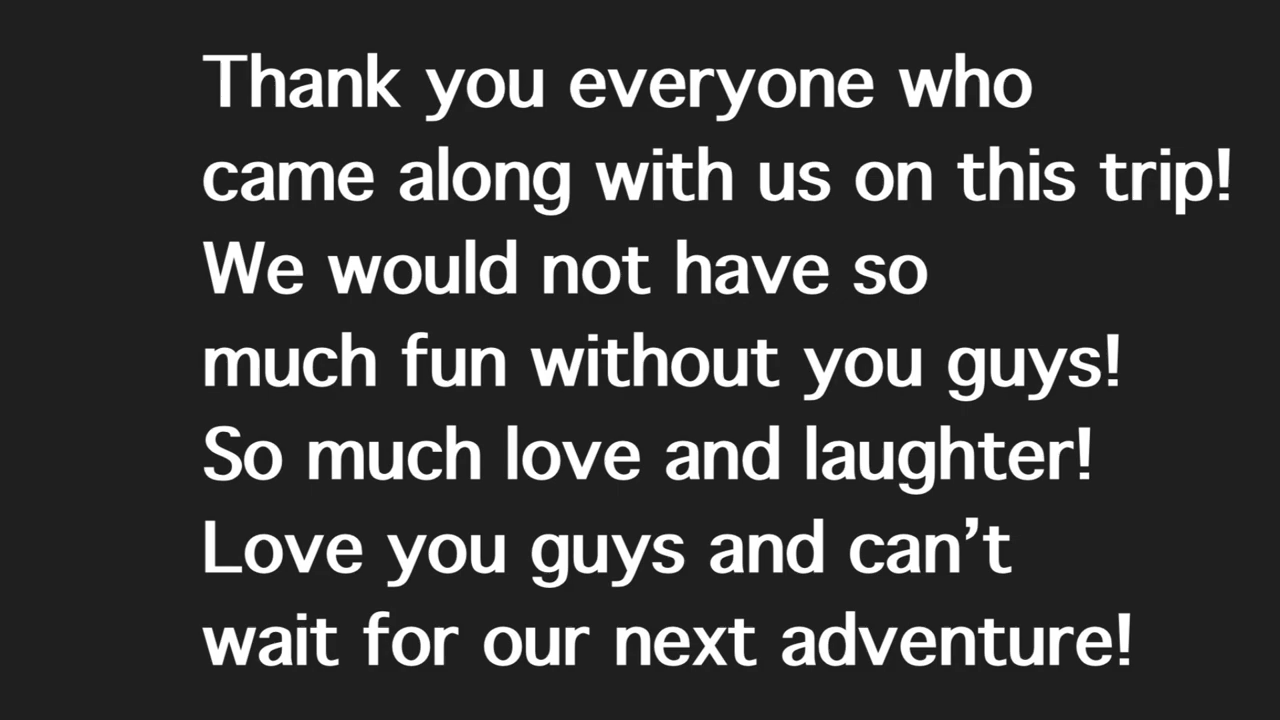 Thank you everyone who
came along with us on this trip!
We would not have so
much fun without you guys!
So much love and laughter!
Love you guys and can’t
wait for our next adventure!